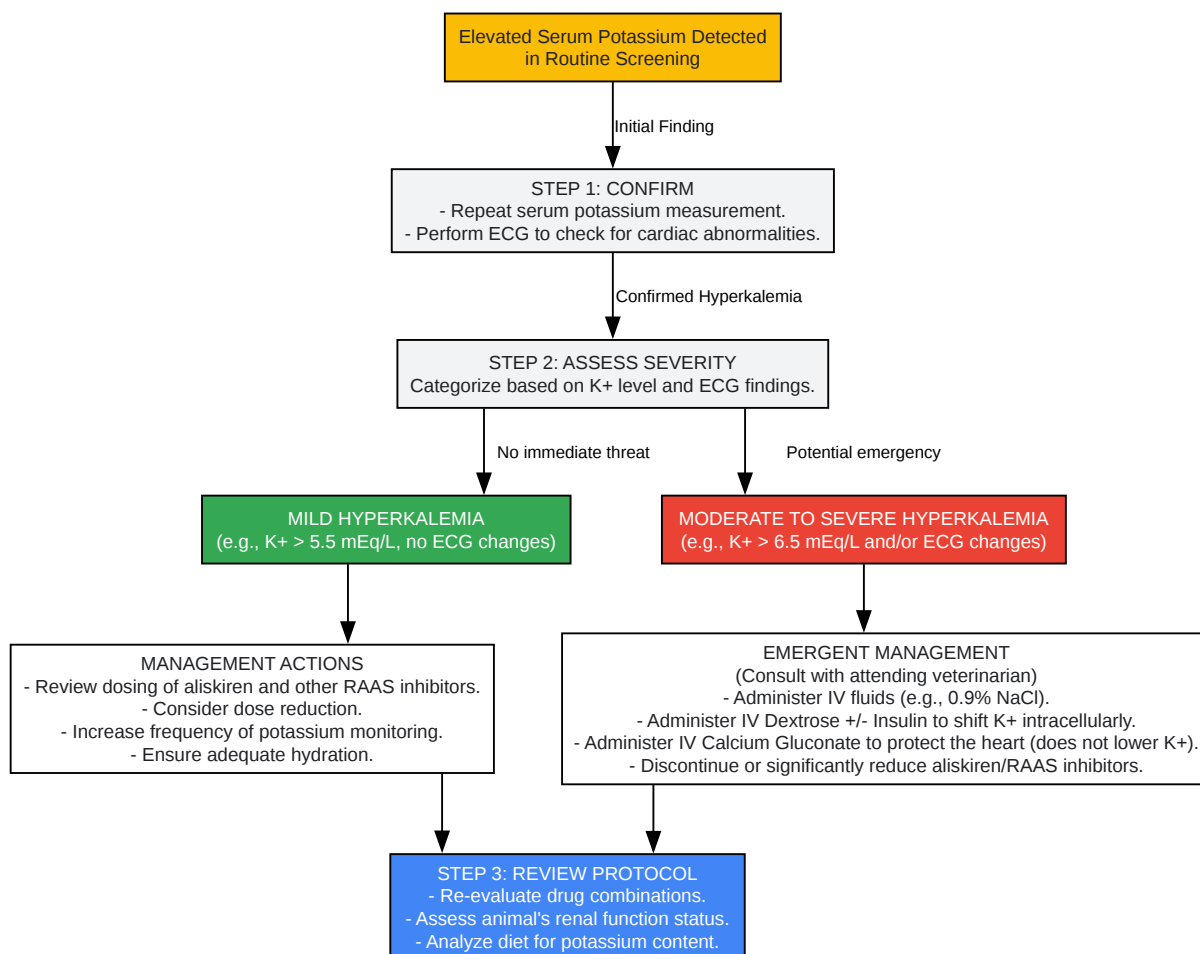 Elevated Serum Potassium Detected
in Routine Screening
Initial Finding
STEP 1: CONFIRM
- Repeat serum potassium measurement.
- Perform ECG to check for cardiac abnormalities.
Confirmed Hyperkalemia
STEP 2: ASSESS SEVERITY
Categorize based on K+ level and ECG findings.
No immediate threat
Potential emergency
MILD HYPERKALEMIA
(e.g., K+ > 5.5 mEq/L, no ECG changes)
MODERATE TO SEVERE HYPERKALEMIA
(e.g., K+ > 6.5 mEq/L and/or ECG changes)
MANAGEMENT ACTIONS
- Review dosing of aliskiren and other RAAS inhibitors.
- Consider dose reduction.
- Increase frequency of potassium monitoring.
- Ensure adequate hydration.
EMERGENT MANAGEMENT
(Consult with attending veterinarian)
- Administer IV fluids (e.g., 0.9% NaCl).
- Administer IV Dextrose +/- Insulin to shift K+ intracellularly.
- Administer IV Calcium Gluconate to protect the heart (does not lower K+).
- Discontinue or significantly reduce aliskiren/RAAS inhibitors.
STEP 3: REVIEW PROTOCOL
- Re-evaluate drug combinations.
- Assess animal's renal function status.
- Analyze diet for potassium content.